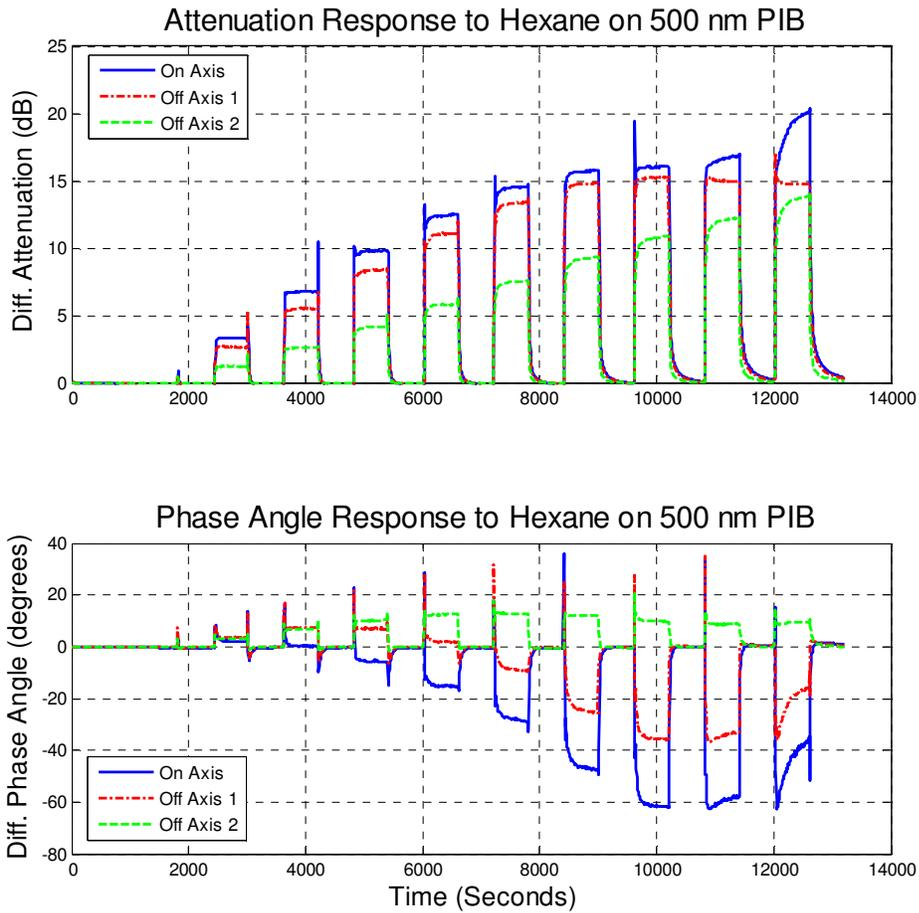 Attenuation Response to Hexane on 500 nm PIB
Diff. Attenuation (dB)
25
20
15
10
5
0
On Axis
Off Axis 1
Off Axis 2
0 2000 4000 6000 8000 10000 12000 14000
Phase Angle Response to Hexane on 500 nm PIB
Diff. Phase Angle (degrees)
40
20
0
-20
-40
-60
-80
On Axis
Off Axis 1
Off Axis 2
0 2000 4000 6000 8000 10000 12000 14000
Time (Seconds)